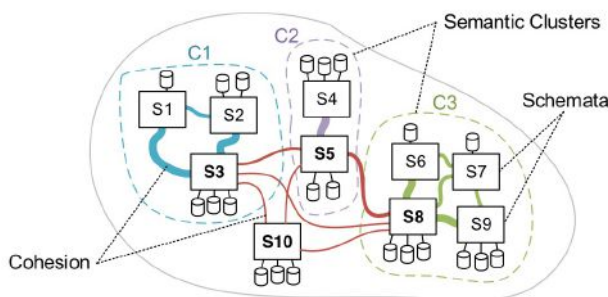 Semantic Clusters
C2
C1
S4
C3
Schemata
S1
S2
S5
S6
S7
S3
S8
S9
S10
Cohesion